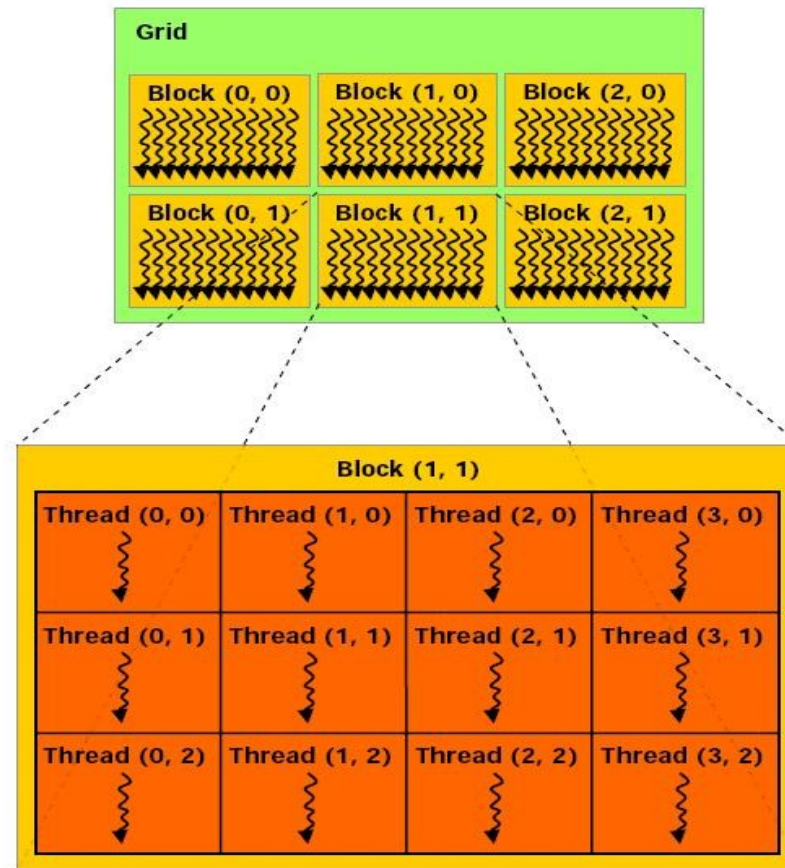 Grid
Block (0, 0) Block (1, 0) Block (2, 0)
Block (0, 1) Block (1, 1) Block (2, 1)
Block (1, 1)
Thread (0, 0) Thread (1, 0) Thread (2, 0) Thread (3, 0)
Thread (0, 1) Thread (1, 1) Thread (2, 1) Thread (3, 1)
Thread (0, 2) Thread (1, 2) Thread (2, 2) Thread (3, 2)